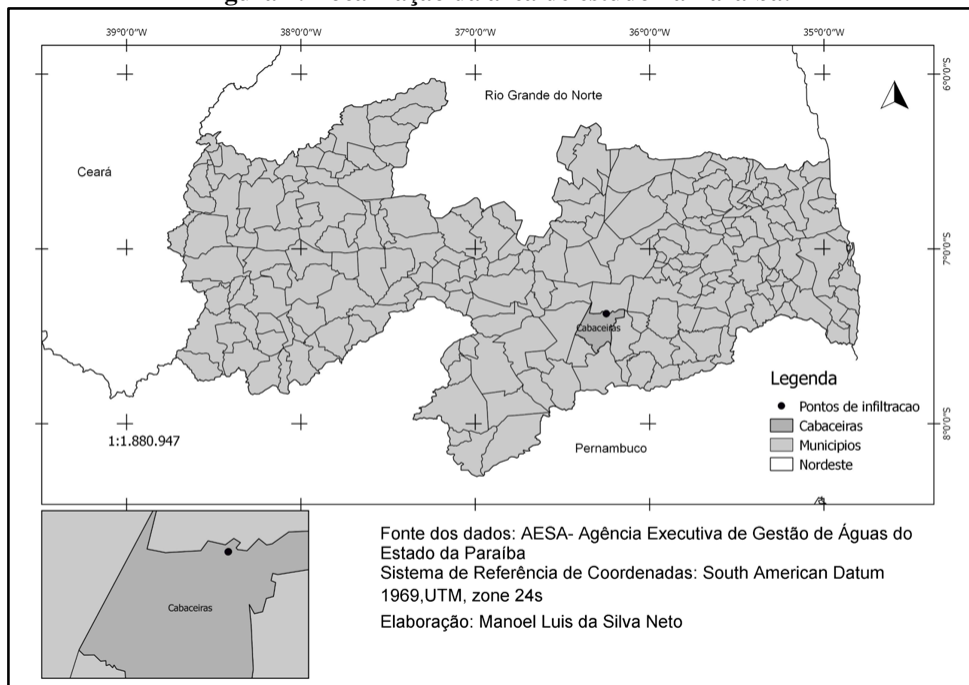 39°0'0"W
38°0'0"W
37°0'0"W
36°0'0"W
35°0'0"W
6°0'0"S
Rio Grande do Norte
Ceará
7°0'0"S
Cabaceiras
Legenda
Pontos de infiltracao
Cabaceiras
Municipios
Nordeste
8°0'0"S
1:1.880.947
Pernambuco
Cabaceiras
Fonte dos dados: AESA- Agência Executiva de Gestão de Águas do
Estado da Paraíba
Sistema de Referência de Coordenadas: South American Datum
1969,UTM, zone 24s
Elaboração: Manoel Luis da Silva Neto